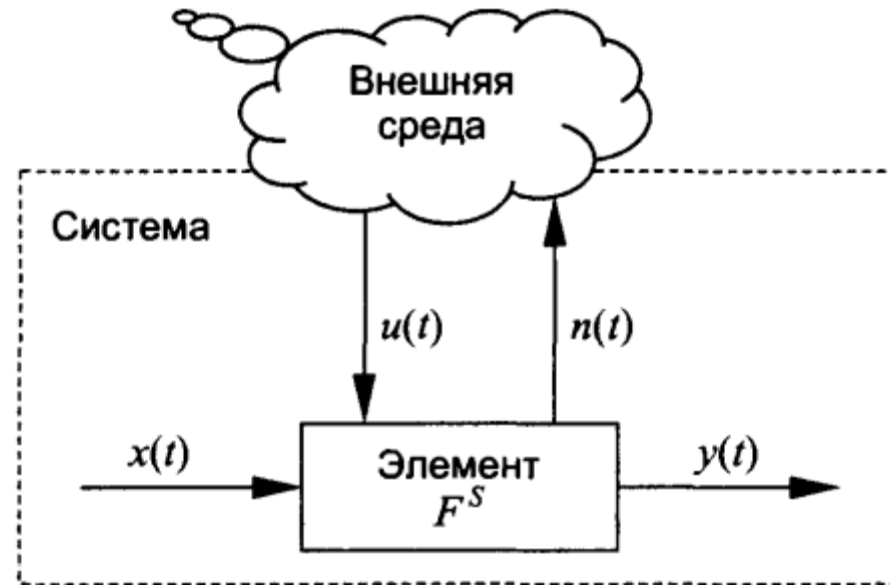 Внешняя
среда
Система
u(t)
n(t)
x(t)
Элемент
F^S
y(t)